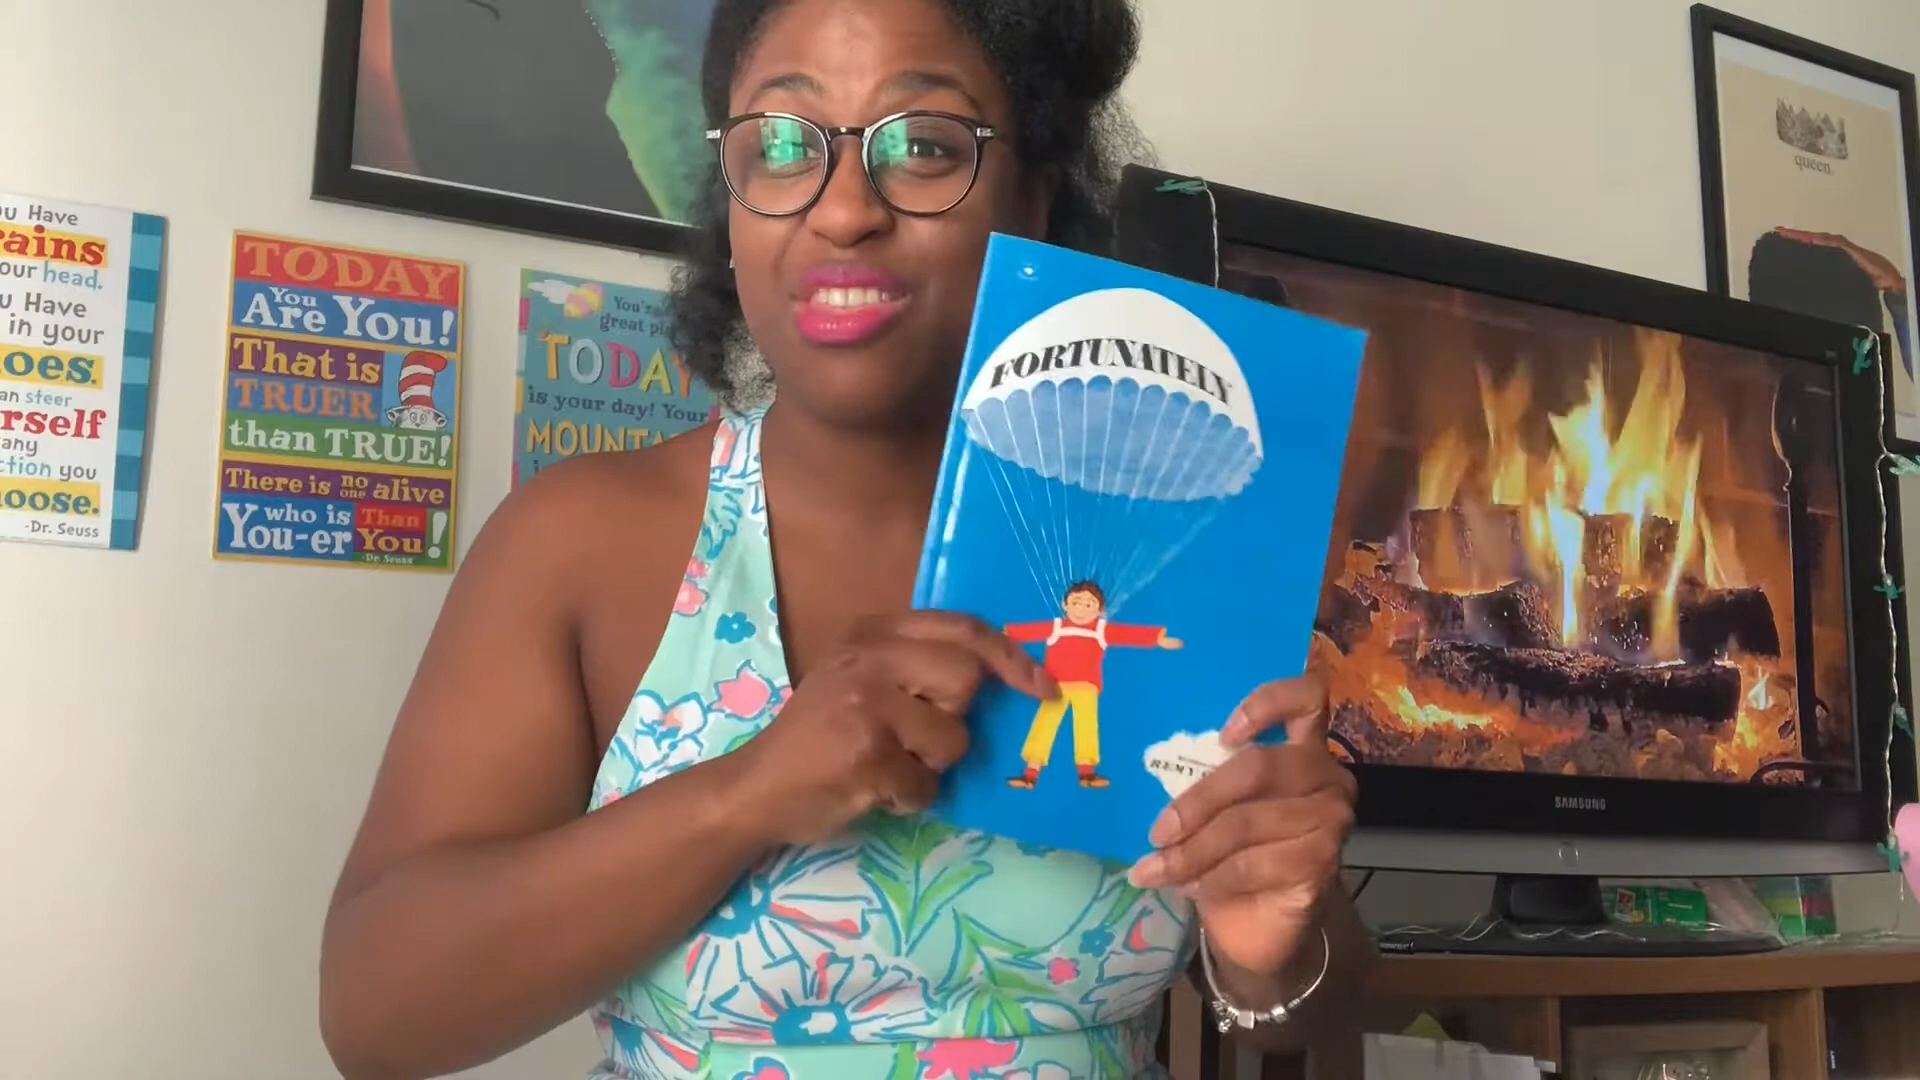 u Have
ains
our head.
u Have
in your
oes.
an steer
rself
any
ction you
oose.
-Dr. Seuss
TODAY
You
Are You!
That is
TRUER
than TRUE!
There is no one alive
who is Than
You-er You!
-Dr. Seuss
You're
great pl
TODAY
is your day! Your
MOUNTA
FORTUNATELY
REMY
SAMSUNG
queen.